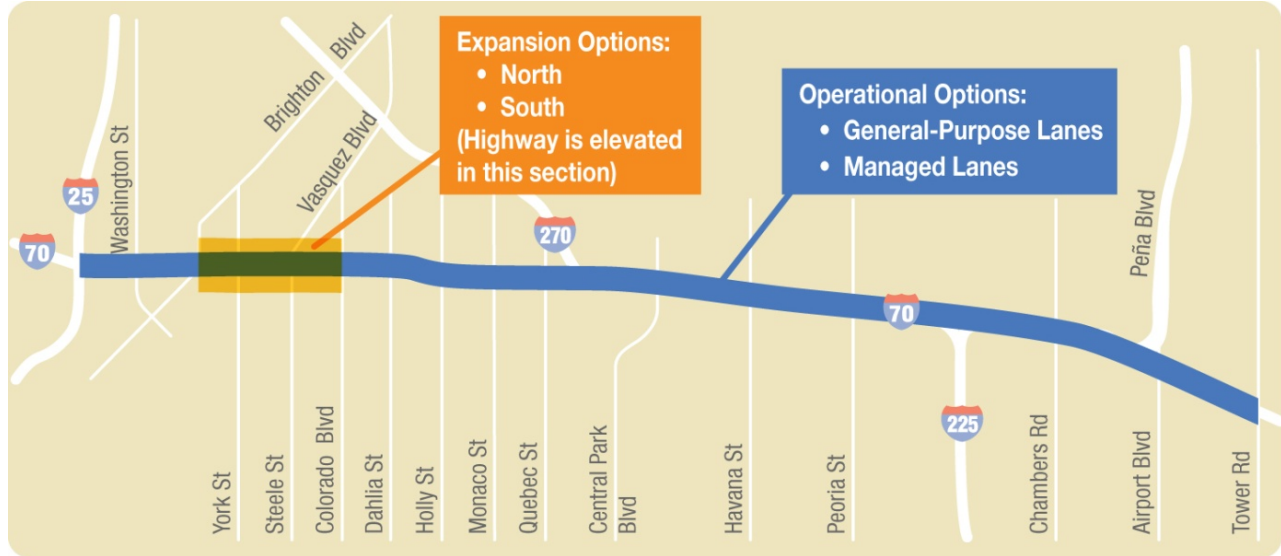 Expansion Options:
• North
• South
(Highway is elevated
in this section)
Operational Options:
• General-Purpose Lanes
• Managed Lanes
Brighton Blvd
Washington St
Vasquez Blvd
Peña Blvd
25
70
270
70
225
York St
Steele St
Colorado Blvd
Dahlia St
Holly St
Monaco St
Quebec St
Central Park
Blvd
Havana St
Peoria St
Chambers Rd
Airport Blvd
Tower Rd